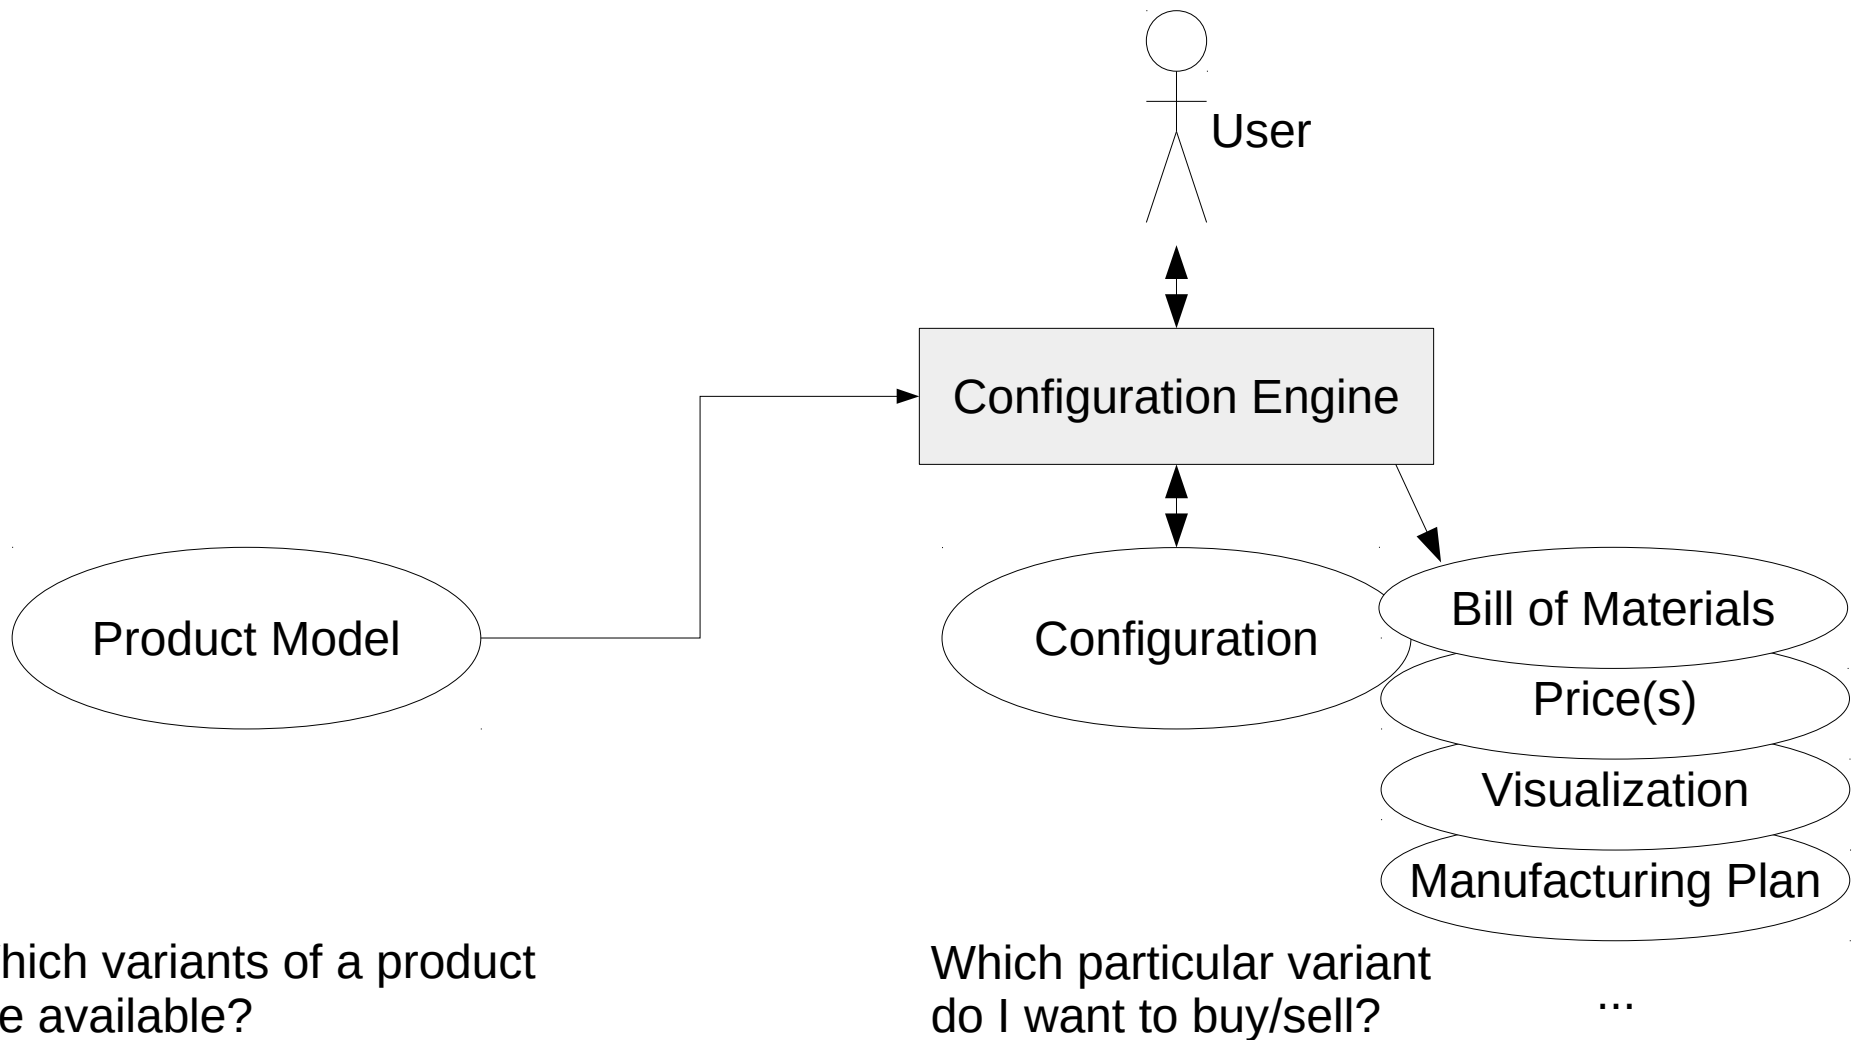 User
Configuration Engine
Product Model
Configuration
Bill of Materials
Price(s)
Visualization
Manufacturing Plan
hich variants of a product
e available?
Which particular variant
do I want to buy/sell?
...